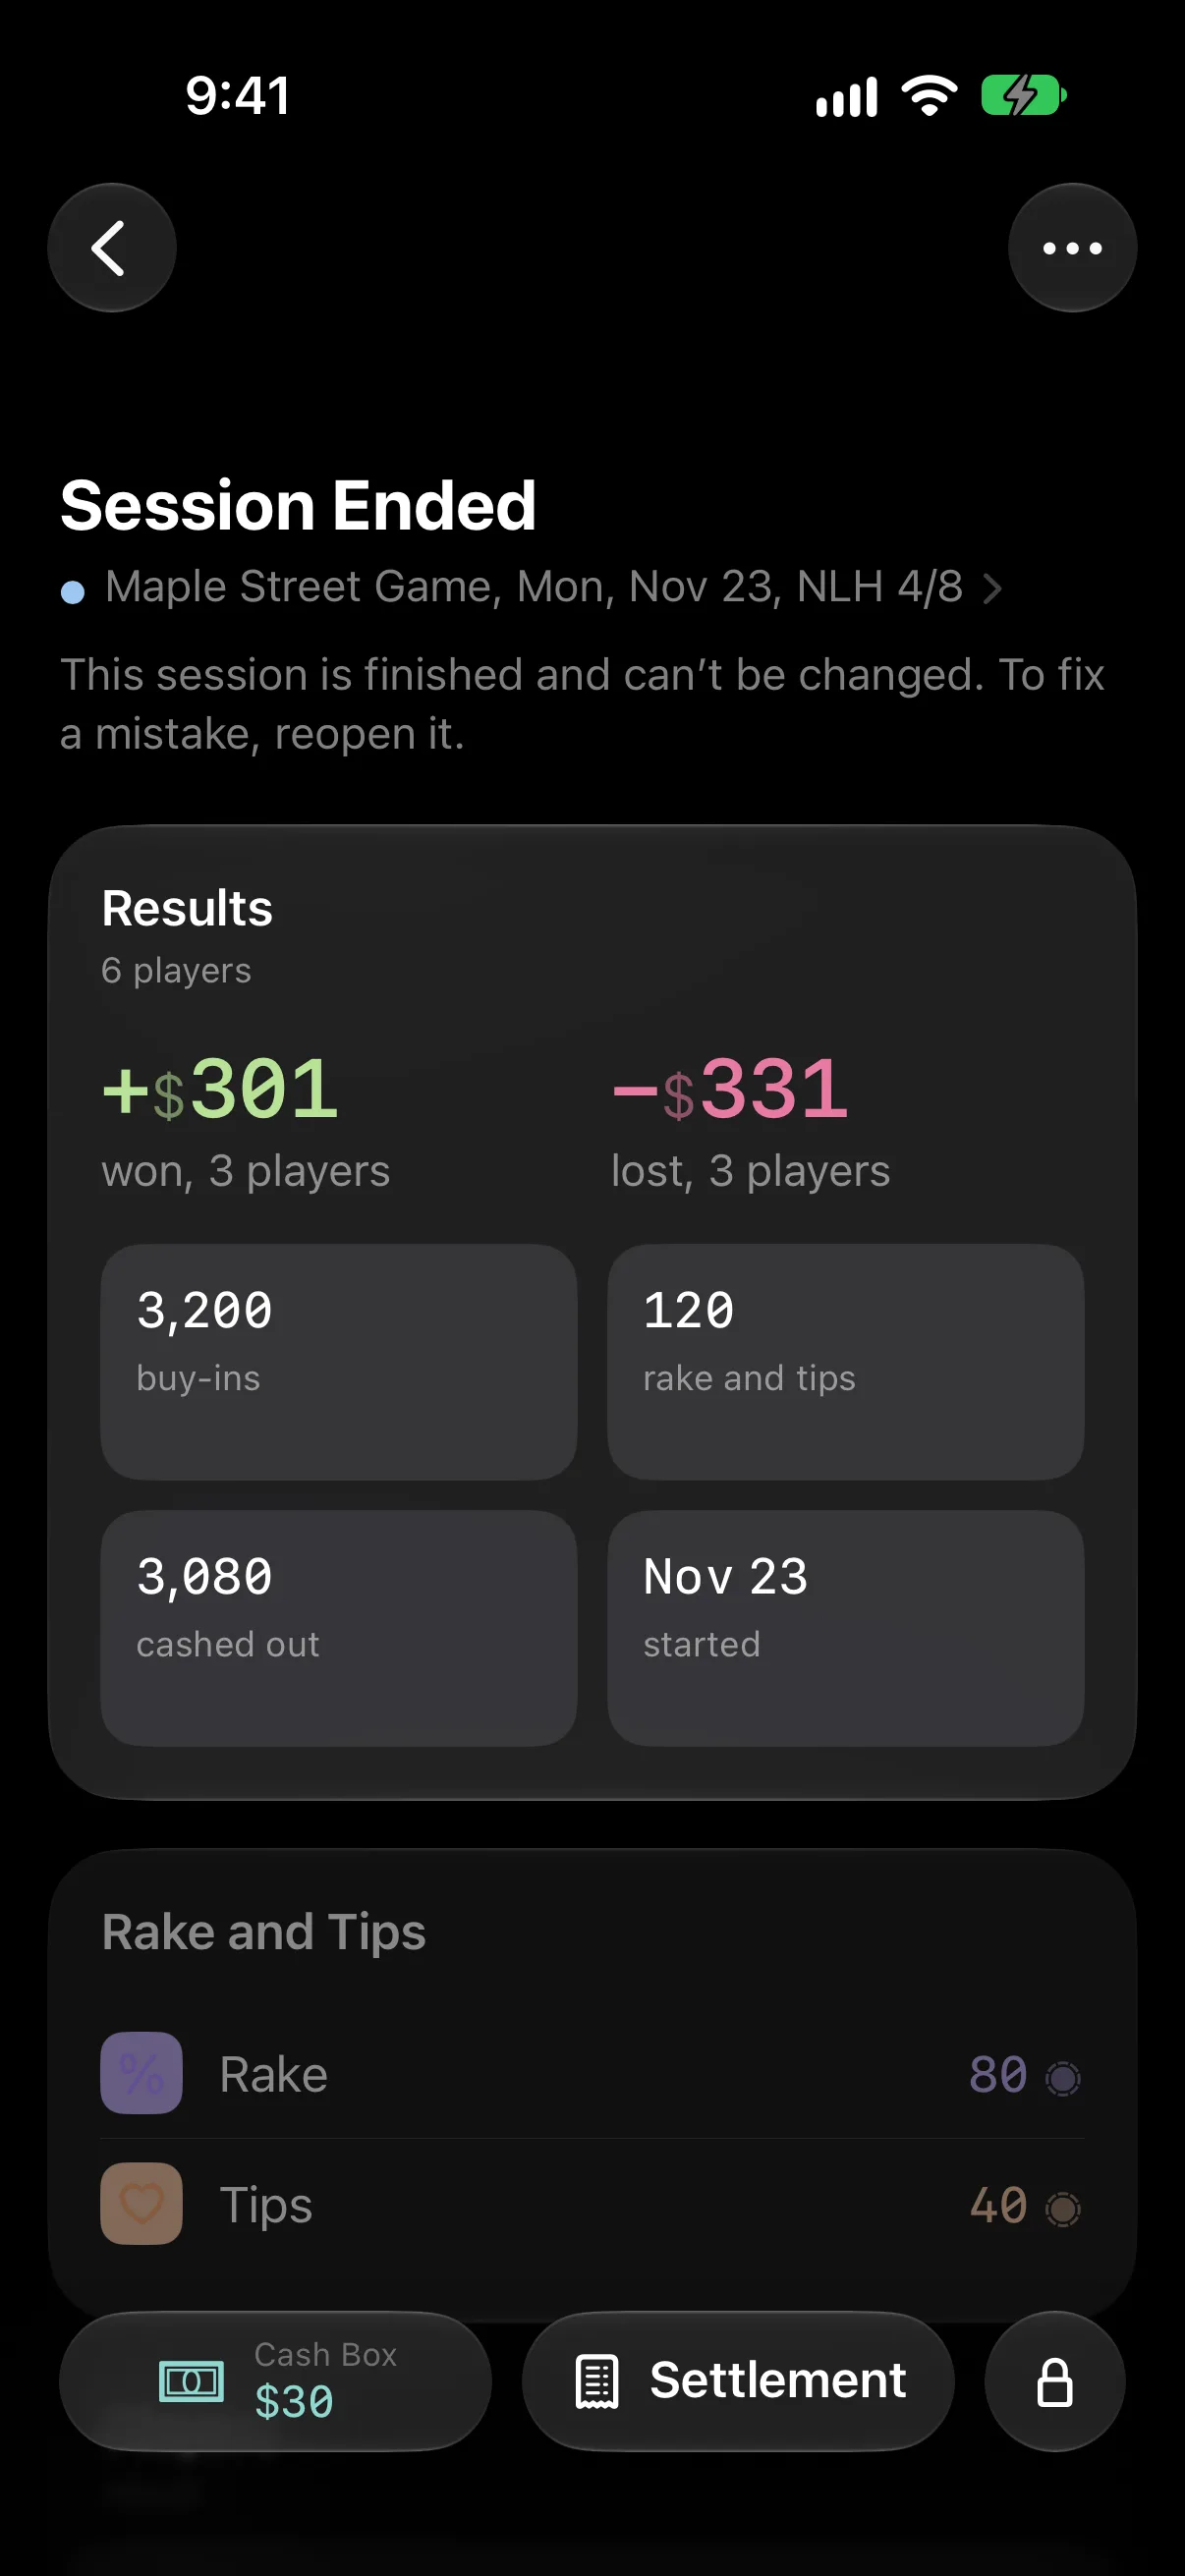 9:41
Session Ended
Maple Street Game, Mon, Nov 23, NLH 4/8
This session is finished and can’t be changed. To fix
a mistake, reopen it.
Results
6 players
+$301
−$331
won, 3 players
lost, 3 players
3,200
120
buy-ins
rake and tips
3,080
Nov 23
cashed out
started
Rake and Tips
% Rake 80
Tips 40
Cash Box
$30
Settlement